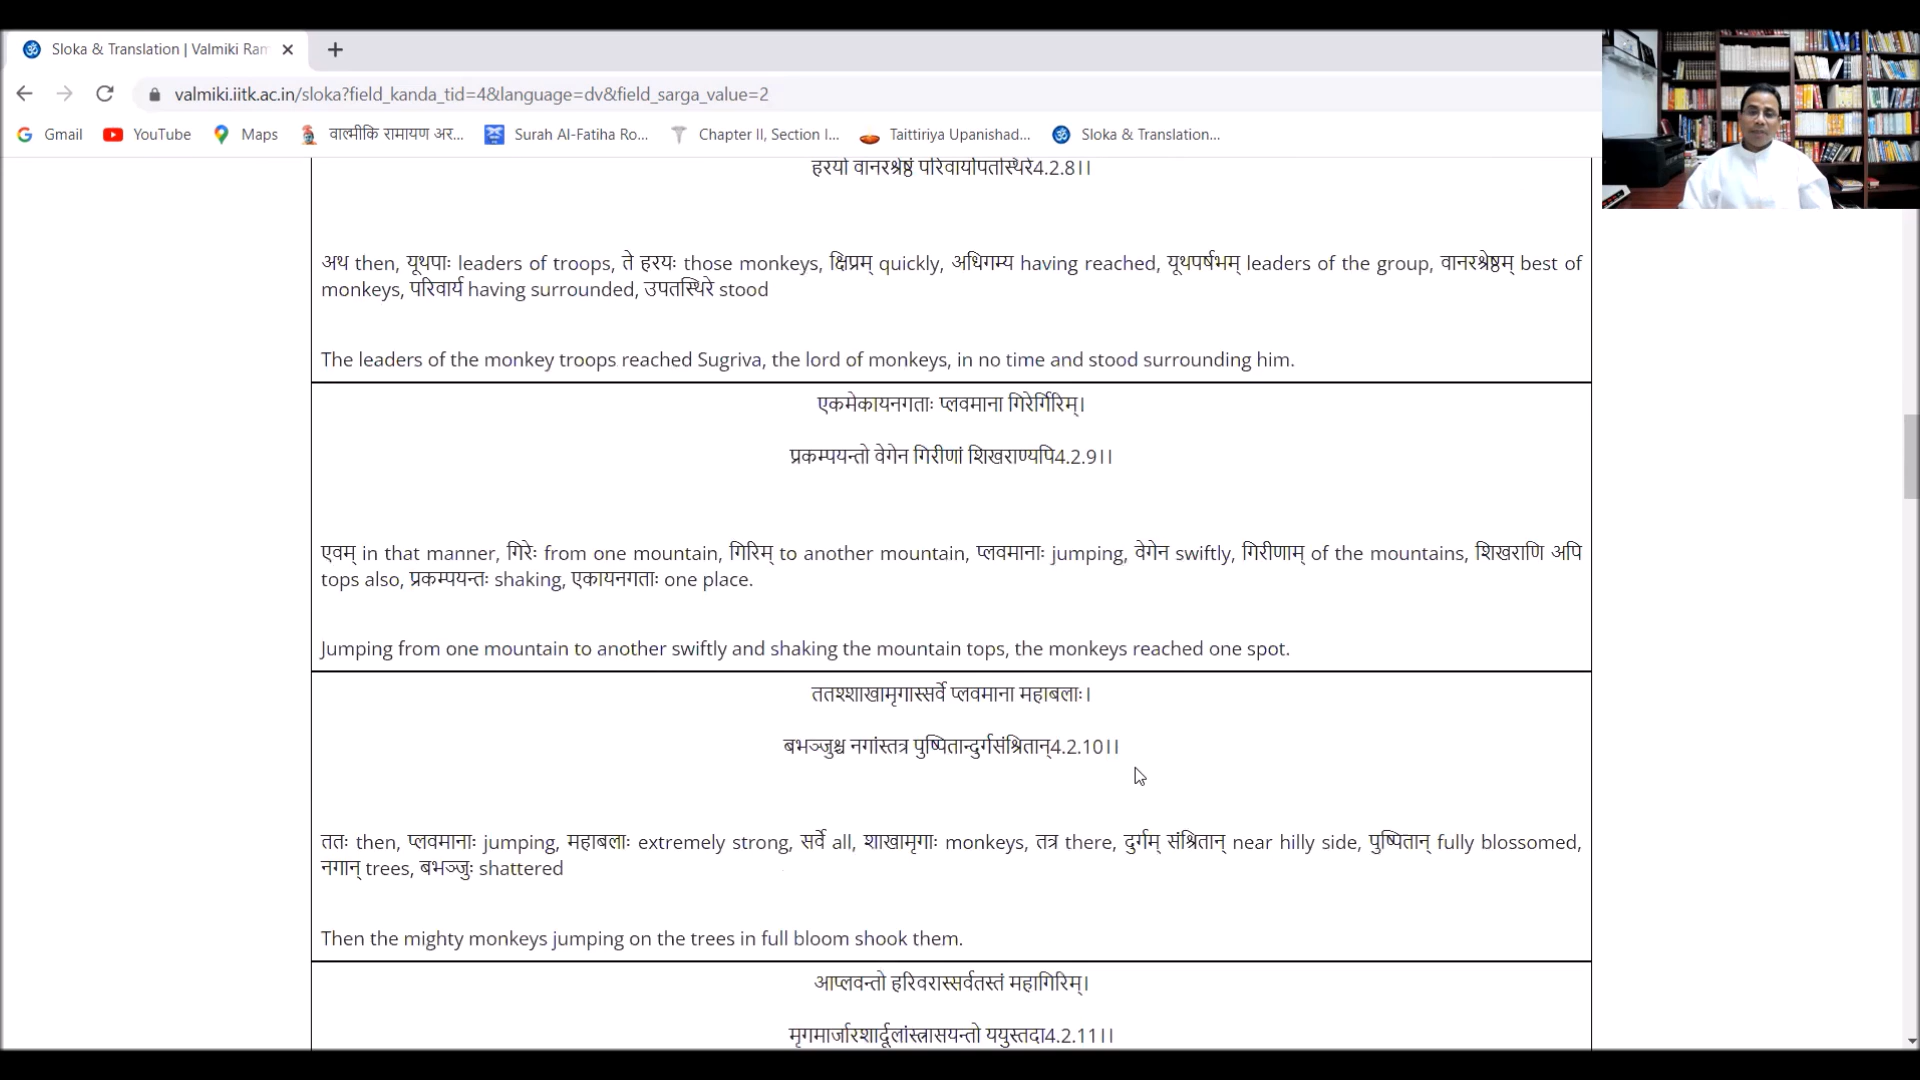 Sloka & Translation | Valmiki Ram
valmiki.iitk.ac.in/sloka?field_kanda_tid=4&language=dv&field_sarga_value=2
Gmail YouTube Maps वाल्मीकि रामायण अर... Surah Al-Fatiha Ro... Chapter II, Section I... Taittiriya Upanishad... Sloka & Translation...
हरयो वानरश्रेष्ठं परिवार्योपतस्थिरे4.2.8।।
अथ then, यूथपाः leaders of troops, ते हरयः those monkeys, क्षिप्रम् quickly, अधिगम्य having reached, यूथपर्षभम् leaders of the group, वानरश्रेष्ठम् best of
monkeys, परिवार्य having surrounded, उपतस्थिरे stood
The leaders of the monkey troops reached Sugriva, the lord of monkeys, in no time and stood surrounding him.
एकमेकायनगताः प्लवमाना गिरेर्गिरिम्।
प्रकम्पयन्तो वेगेन गिरीणां शिखराण्यपि4.2.9।।
एवम् in that manner, गिरेः from one mountain, गिरिम् to another mountain, प्लवमानाः jumping, वेगेन swiftly, गिरीणाम् of the mountains, शिखराणि अपि
tops also, प्रकम्पयन्तः shaking, एकायनगताः one place.
Jumping from one mountain to another swiftly and shaking the mountain tops, the monkeys reached one spot.
ततश्शाखामृगास्सर्वे प्लवमाना महाबलाः।
बभञ्जुश्च नगांस्तत्र पुष्पितान्दुर्गसंश्रितान्4.2.10।।
ततः then, प्लवमानाः jumping, महाबलाः extremely strong, सर्वे all, शाखामृगाः monkeys, तत्र there, दुर्गम् संश्रितान् near hilly side, पुष्पितान् fully blossomed,
नगान् trees, बभञ्जुः shattered
Then the mighty monkeys jumping on the trees in full bloom shook them.
आप्लवन्तो हरिवरास्सर्वतस्तं महागिरिम्।
मृगमार्जारशार्दूलांस्त्रासयन्तो ययुस्तदा4.2.11।।